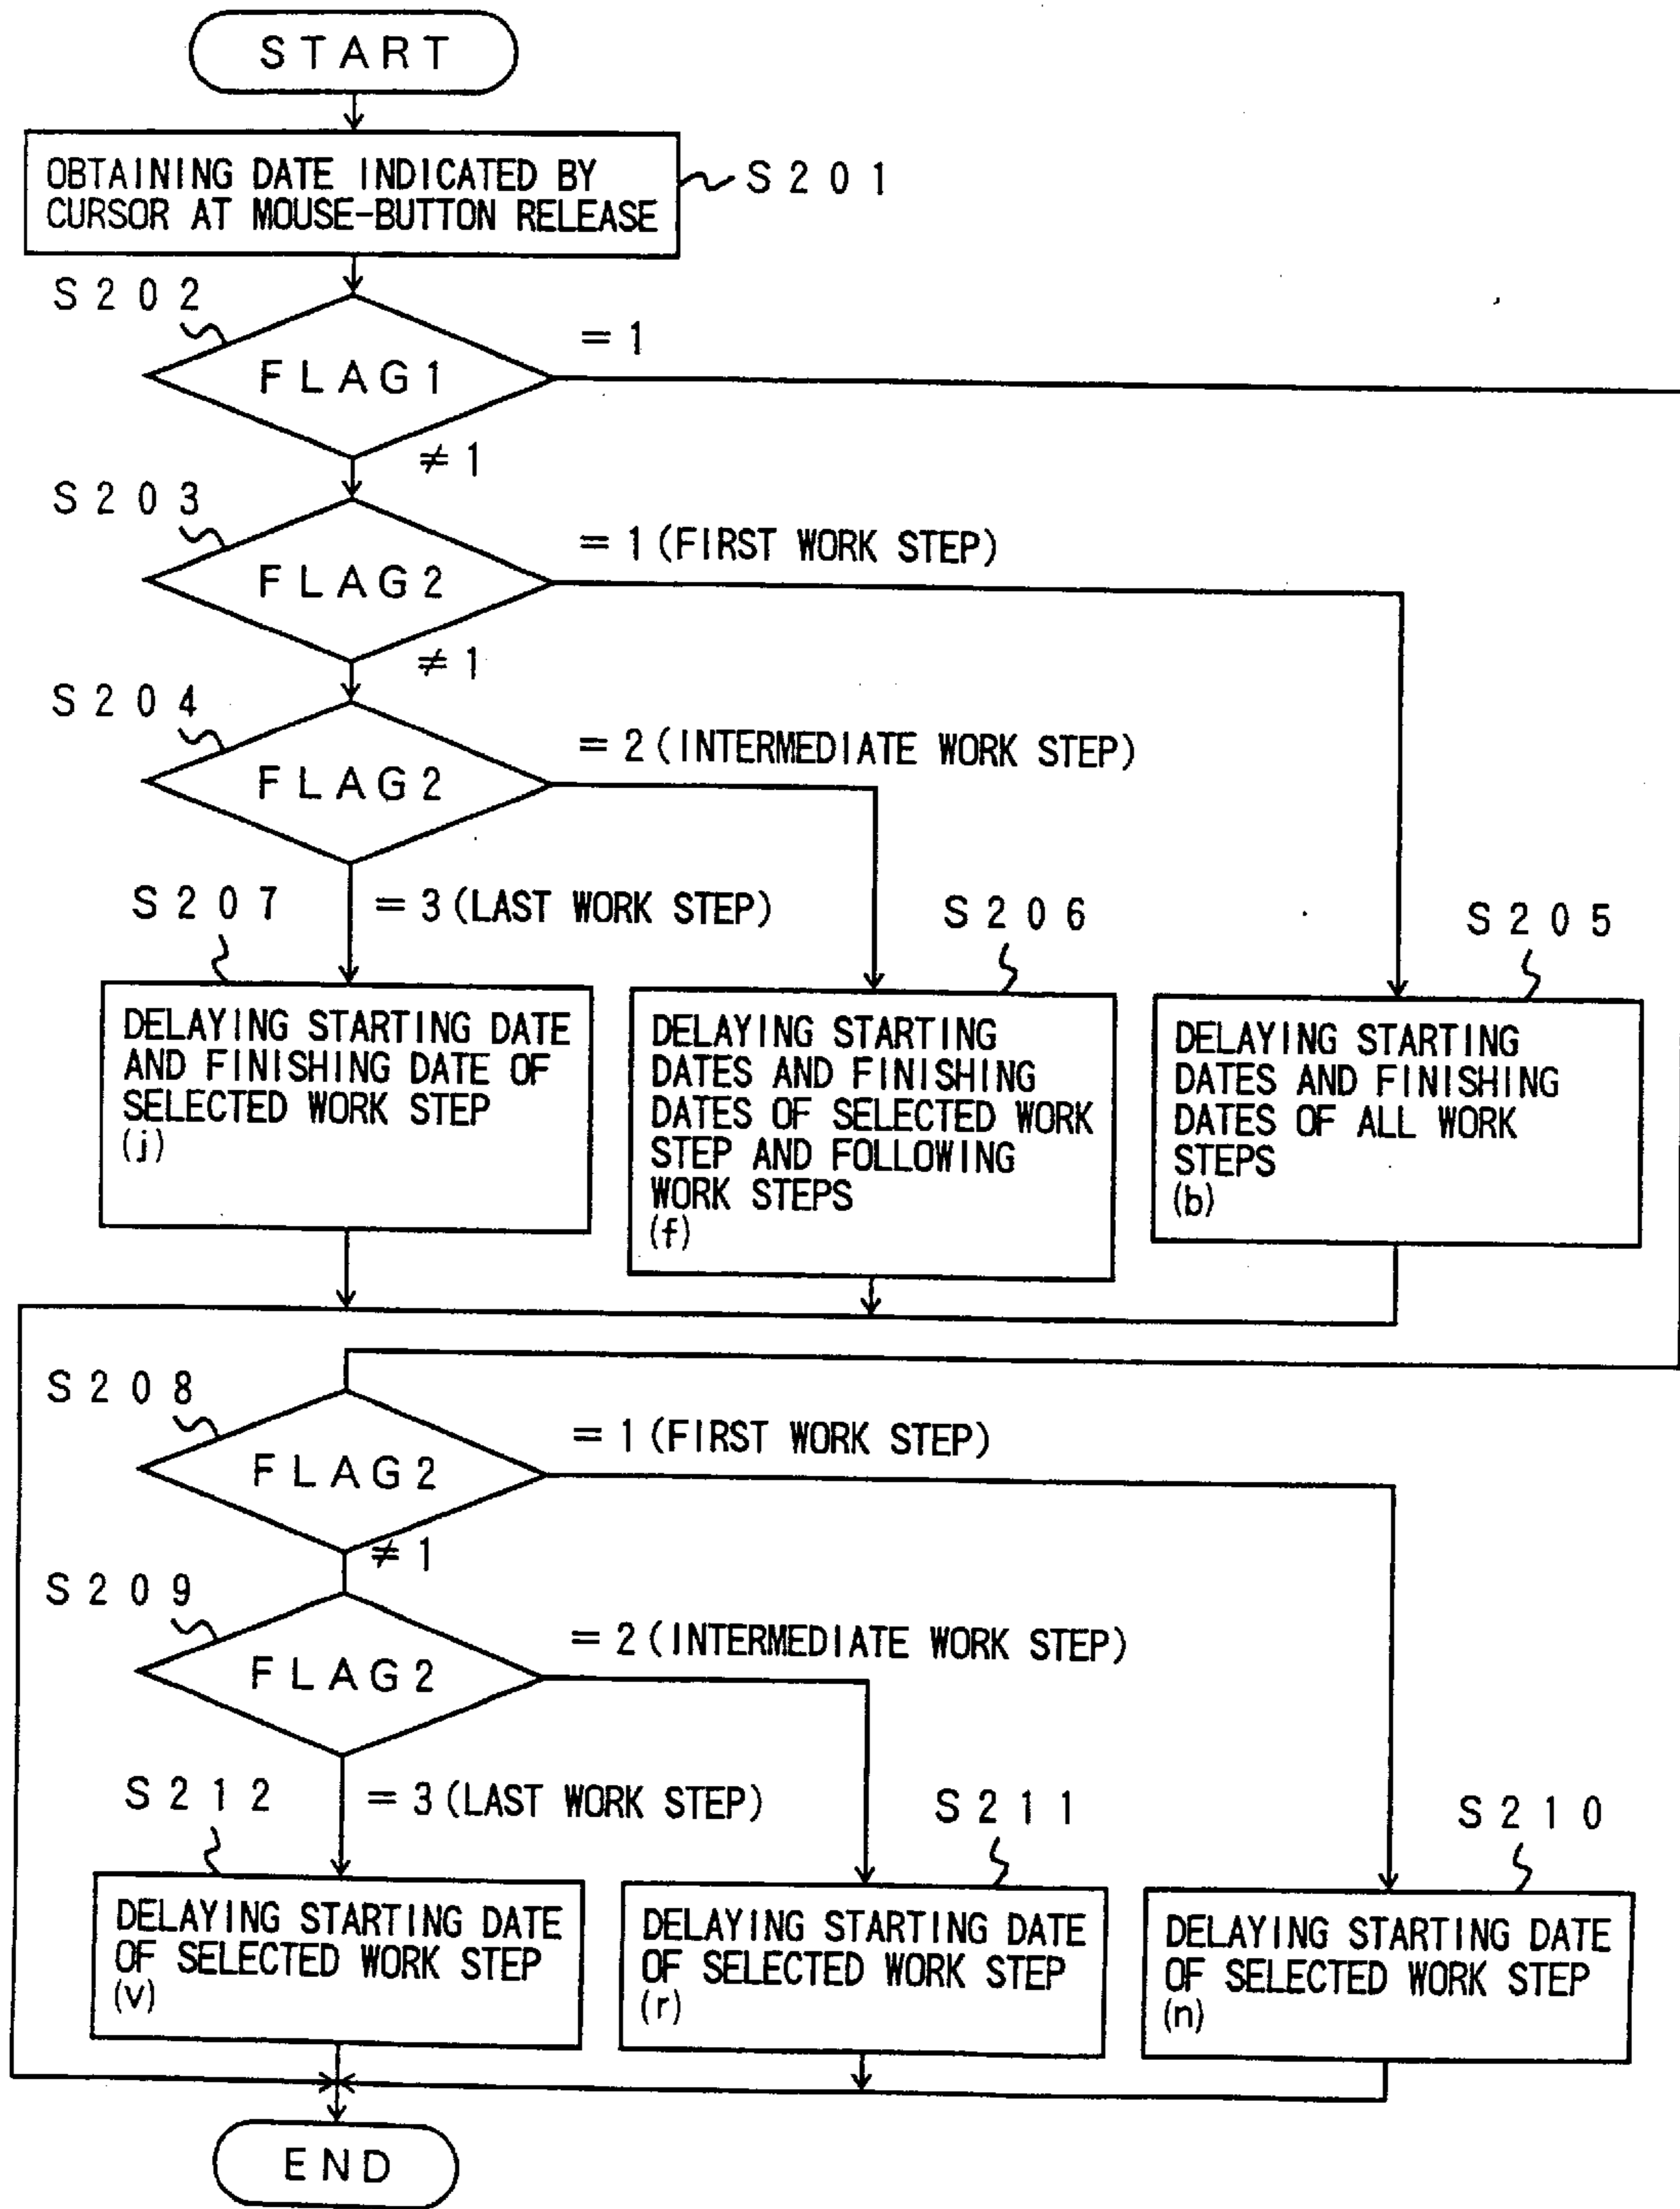 START
OBTAINING DATE INDICATED BY
CURSOR AT MOUSE-BUTTON RELEASE
S201
S202
FLAG1
=1
≠1
S203
FLAG2
=1(FIRST WORK STEP)
≠1
S204
FLAG2
=2(INTERMEDIATE WORK STEP)
=3(LAST WORK STEP)
S207
DELAYING STARTING DATE
AND FINISHING DATE OF
SELECTED WORK STEP
(j)
S206
DELAYING STARTING
DATES AND FINISHING
DATES OF SELECTED WORK
STEP AND FOLLOWING
WORK STEPS
(f)
S205
DELAYING STARTING
DATES AND FINISHING
DATES OF ALL WORK
STEPS
(b)
S208
FLAG2
=1(FIRST WORK STEP)
≠1
S209
FLAG2
=2(INTERMEDIATE WORK STEP)
=3(LAST WORK STEP)
S212
DELAYING STARTING DATE
OF SELECTED WORK STEP
(v)
S211
DELAYING STARTING DATE
OF SELECTED WORK STEP
(r)
S210
DELAYING STARTING DATE
OF SELECTED WORK STEP
(n)
END